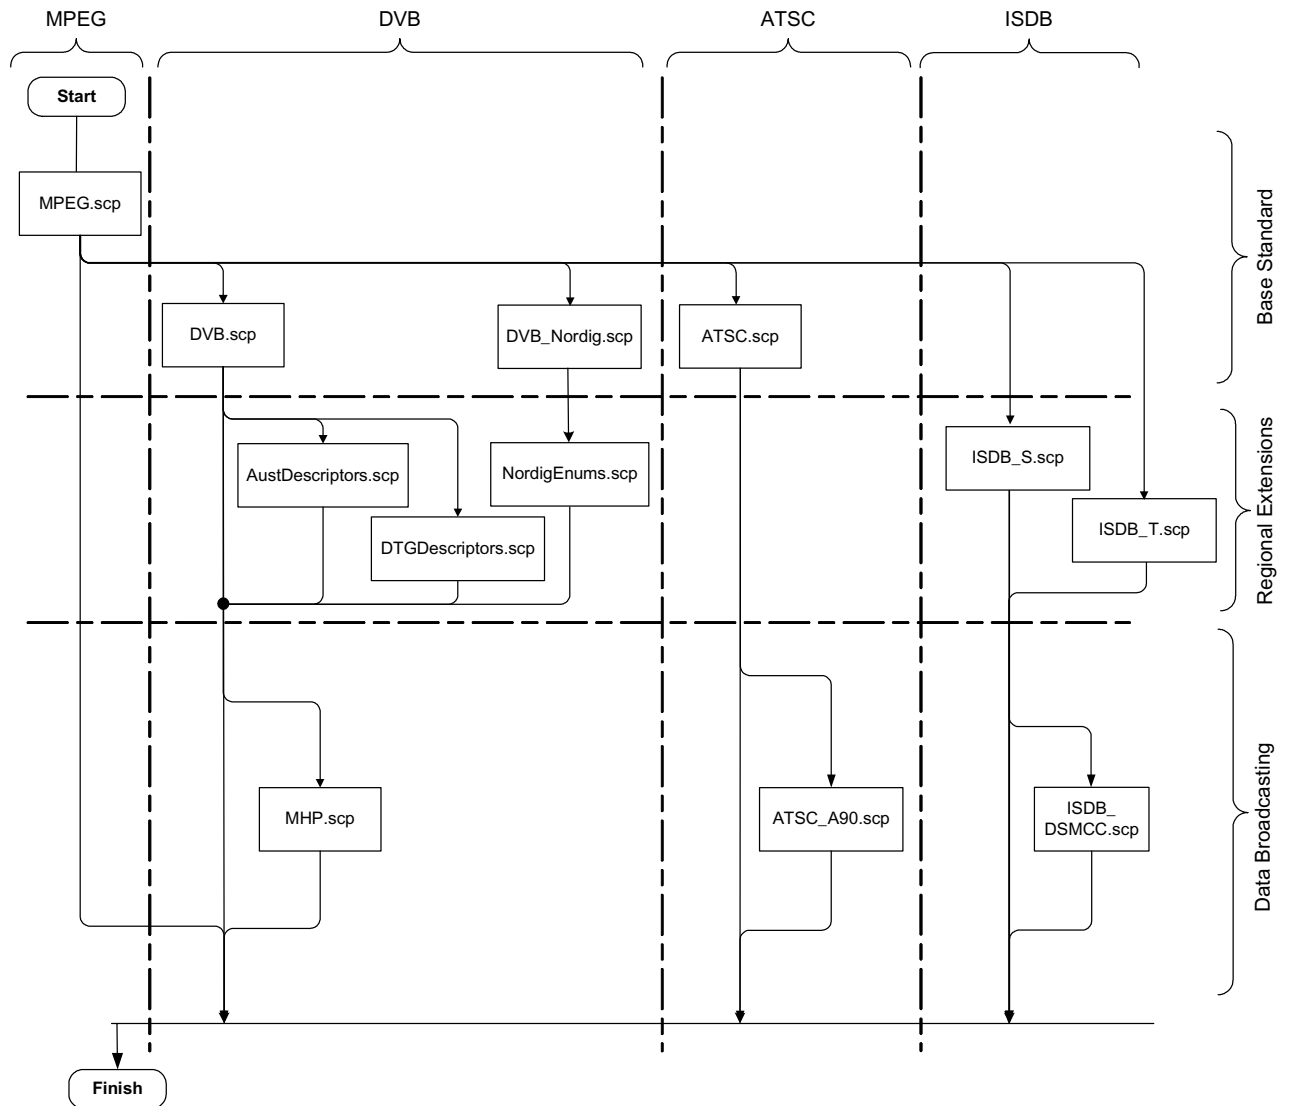 MPEG
DVB
ATSC
ISDB
Start
MPEG.scp
Base Standard
DVB.scp
DVB_Nordig.scp
ATSC.scp
AustDescriptors.scp
NordigEnums.scp
ISDB_S.scp
Regional Extensions
DTGDescriptors.scp
ISDB_T.scp
MHP.scp
ATSC_A90.scp
ISDB_
DSMCC.scp
Data Broadcasting
Finish